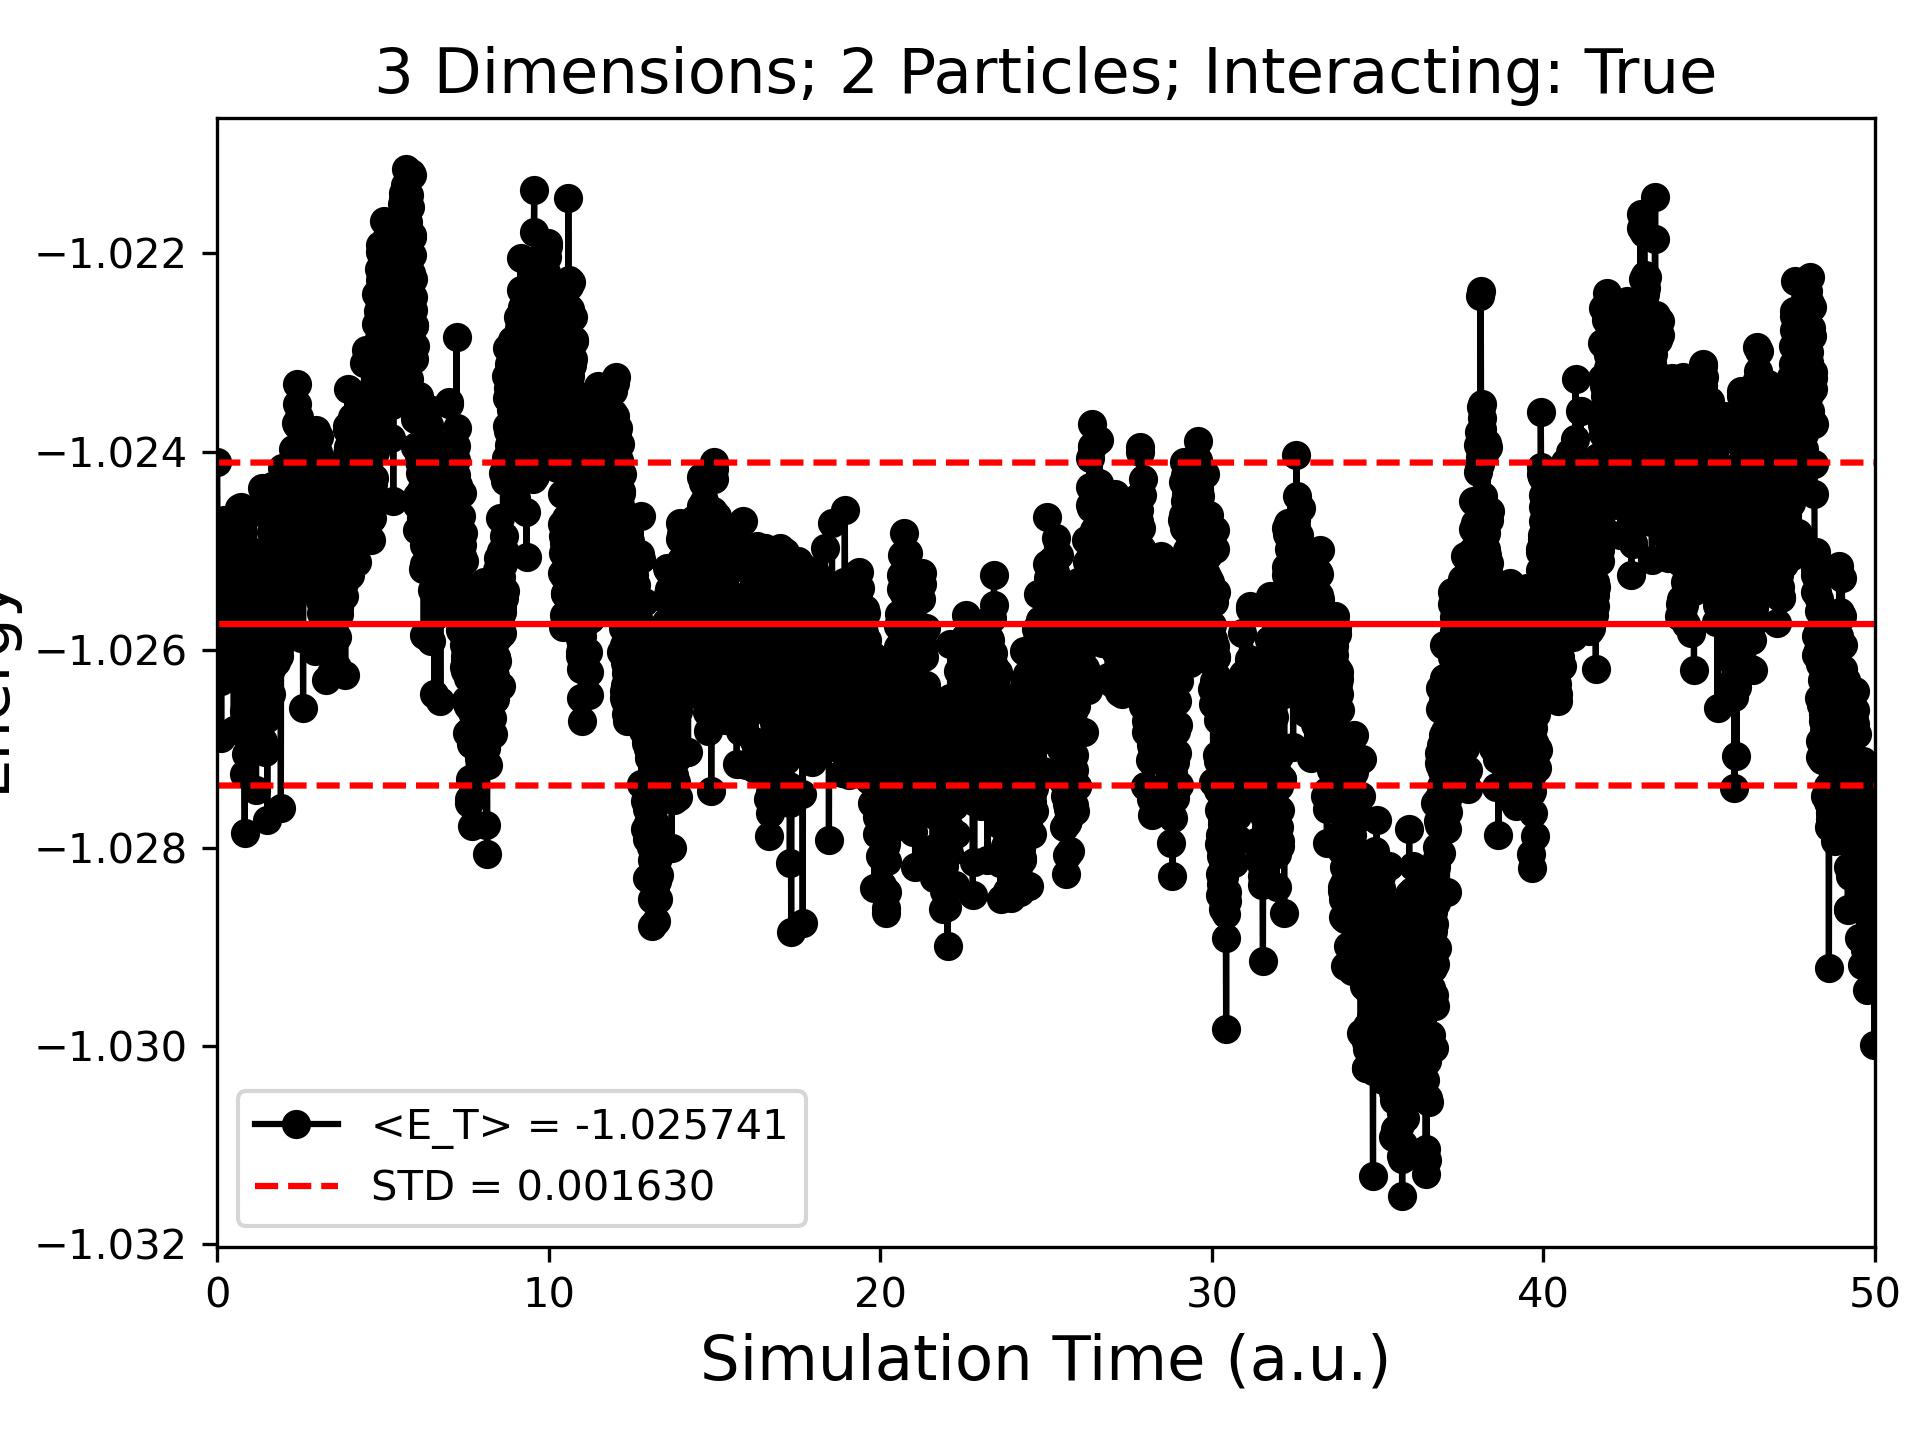 3 Dimensions; 2 Particles; Interacting: True
Energy
−1.022
−1.024
−1.026
−1.028
−1.030
−1.032
<E_T> = -1.025741
STD = 0.001630
0 10 20 30 40 50
Simulation Time (a.u.)